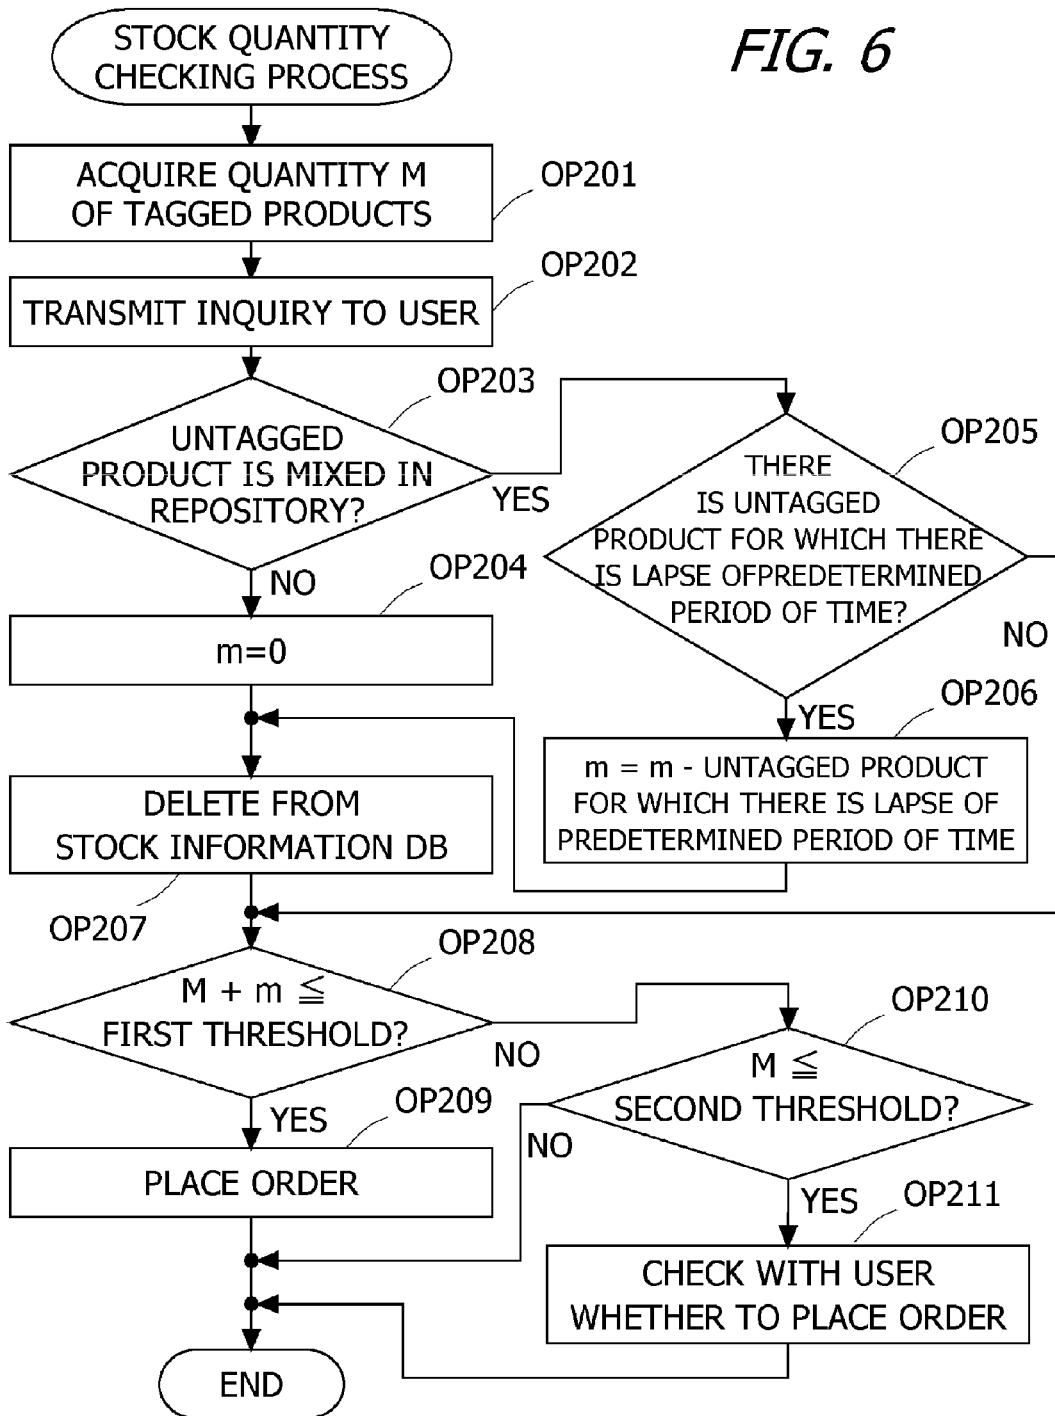 FIG. 6
STOCK QUANTITY
CHECKING PROCESS
ACQUIRE QUANTITY M
OF TAGGED PRODUCTS
OP201
TRANSMIT INQUIRY TO USER
OP202
UNTAGGED
PRODUCT IS MIXED IN
REPOSITORY?
OP203
YES
NO
THERE
IS UNTAGGED
PRODUCT FOR WHICH THERE
IS LAPSE OFPREDETERMINED
PERIOD OF TIME?
OP205
NO
YES
m=0
OP204
m = m - UNTAGGED PRODUCT
FOR WHICH THERE IS LAPSE OF
PREDETERMINED PERIOD OF TIME
OP206
DELETE FROM
STOCK INFORMATION DB
OP207
M + m ≦
FIRST THRESHOLD?
OP208
NO
YES
M ≦
SECOND THRESHOLD?
OP210
NO
YES
PLACE ORDER
OP209
CHECK WITH USER
WHETHER TO PLACE ORDER
OP211
END